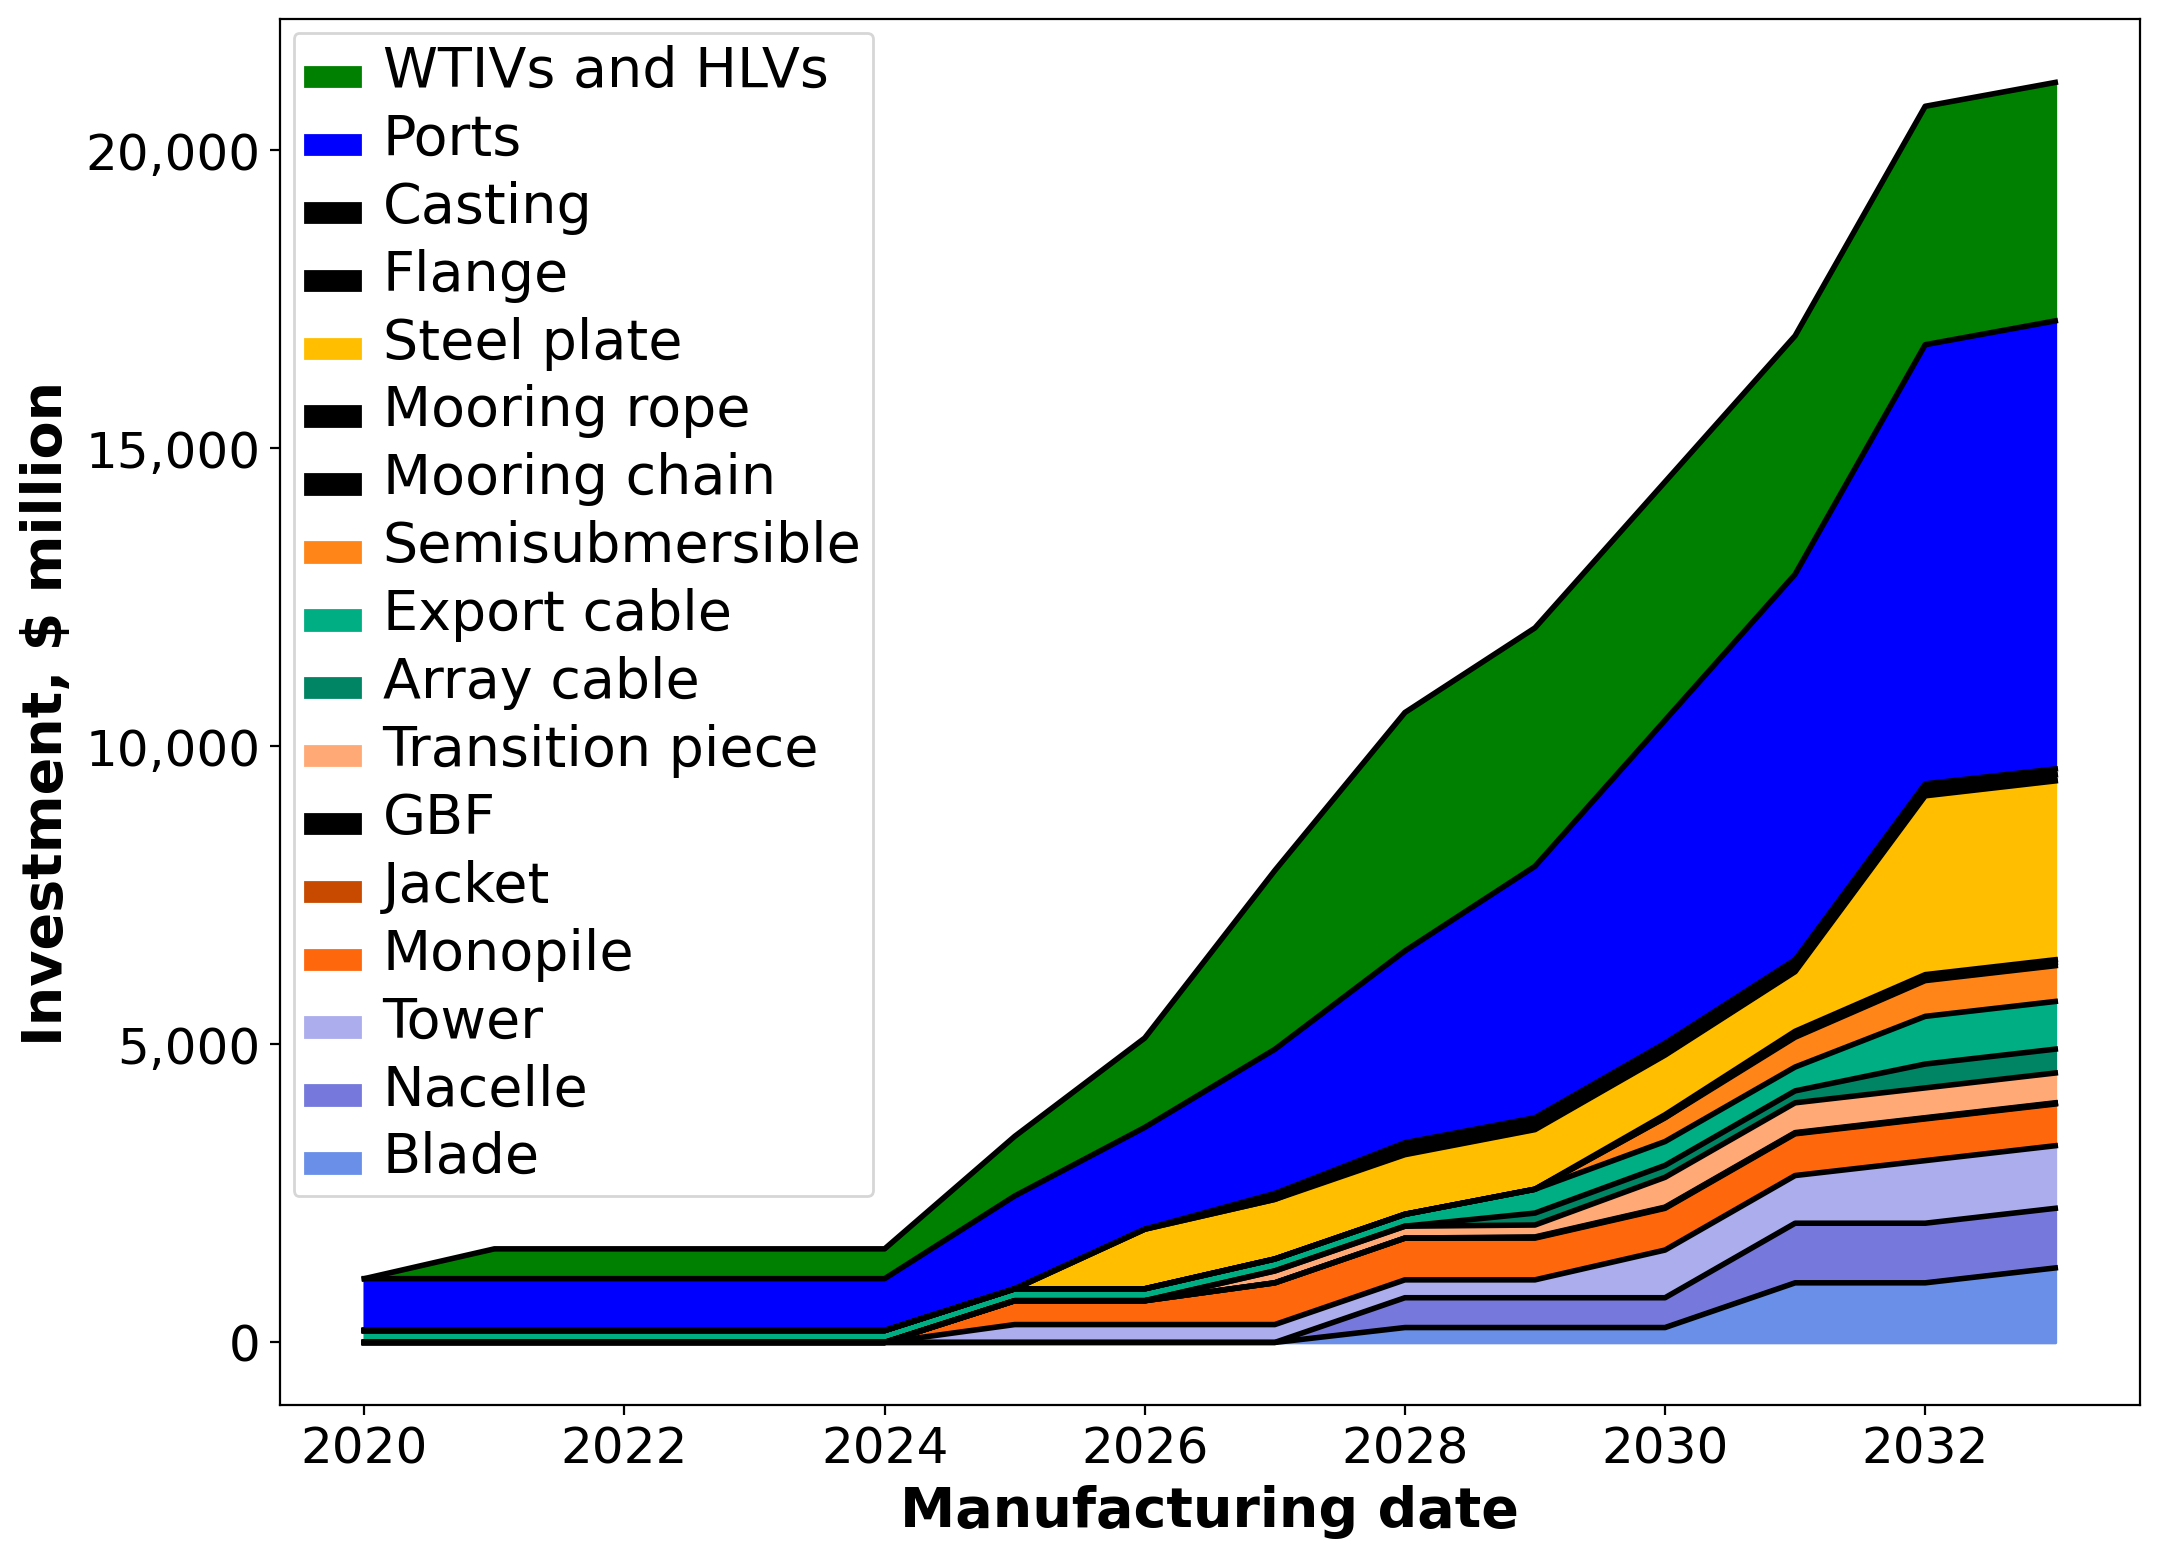 WTIVs and HLVs
Ports
Casting
Flange
Steel plate
Mooring rope
Mooring chain
Semisubmersible
Export cable
Array cable
Transition piece
GBF
Jacket
Monopile
Tower
Nacelle
Blade
20,000
15,000
10,000
5,000
0
Investment, $ million
2020 2022 2024 2026 2028 2030 2032
Manufacturing date